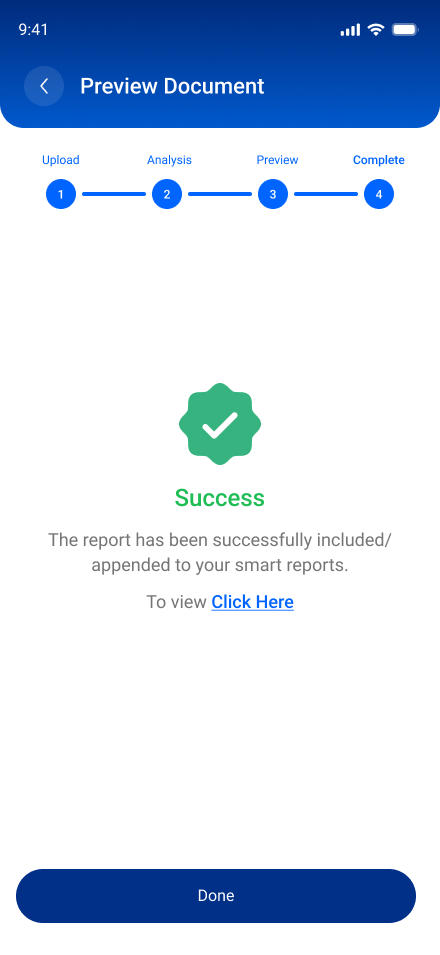 9:41
Preview Document
Upload Analysis Preview Complete
1 2 3 4
Success
The report has been successfully included/
appended to your smart reports.
To view Click Here
Done